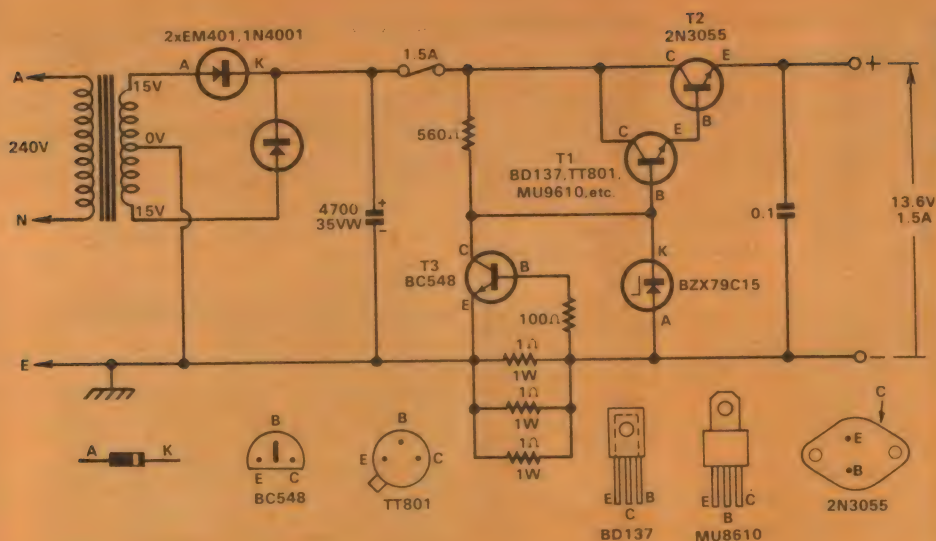 2xEM401,1N4001
A
K
1.5A
T2
2N3055
C
E
B
+
A
15V
240V
0V
15V
N
560Ω
C
E
T1
BD137,TT801,
MU9610,etc.
B
4700
35VW
+
-
0.1
13.6V
1.5A
T3
BC548
C
B
E
100Ω
K
BZX79C15
A
E
1Ω
1W
1Ω
1W
1Ω
1W
-
A
K
B
E
C
BC548
B
E
C
TT801
E
B
C
BD137
E
C
B
MU8610
C
E
B
2N3055